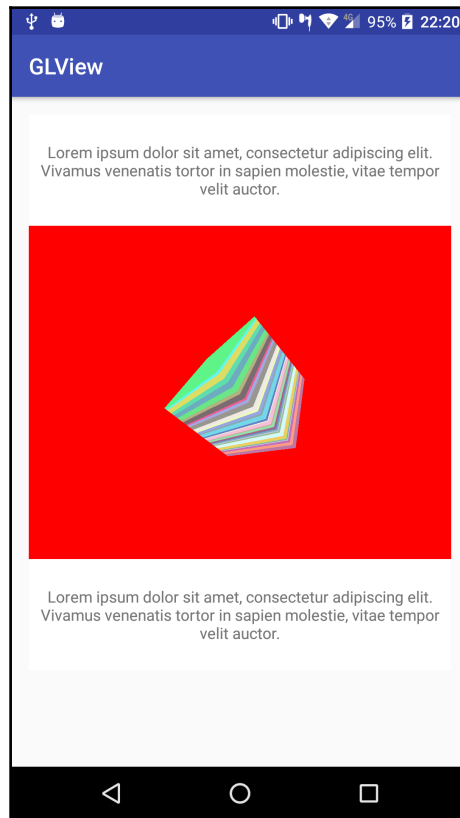 4G 95% 22:20
GLView
Lorem ipsum dolor sit amet, consectetur adipiscing elit.
Vivamus venenatis tortor in sapien molestie, vitae tempor
velit auctor.
Lorem ipsum dolor sit amet, consectetur adipiscing elit.
Vivamus venenatis tortor in sapien molestie, vitae tempor
velit auctor.